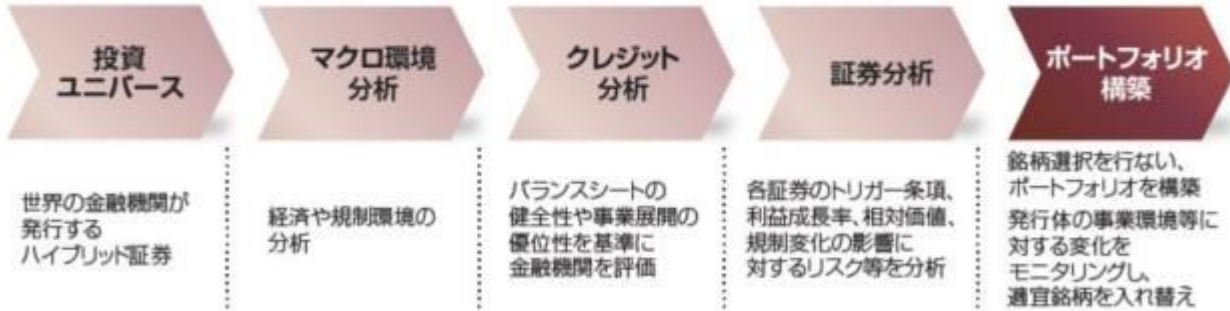 投資
ユニバース
マクロ環境
分析
クレジット
分析
証券分析
ポートフォリオ
構築
世界の金融機関が
発行する
ハイブリッド証券
経済や規制環境の
分析
バランスシートの
健全性や事業展開の
優位性を基準に
金融機関を評価
各証券のトリガー条項、
利益成長率、相対価値、
規制変化の影響に
対するリスク等を分析
銘柄選択を行ない、
ポートフォリオを構築
発行体の事業環境等に
対する変化を
モニタリングし、
適宜銘柄を入れ替え